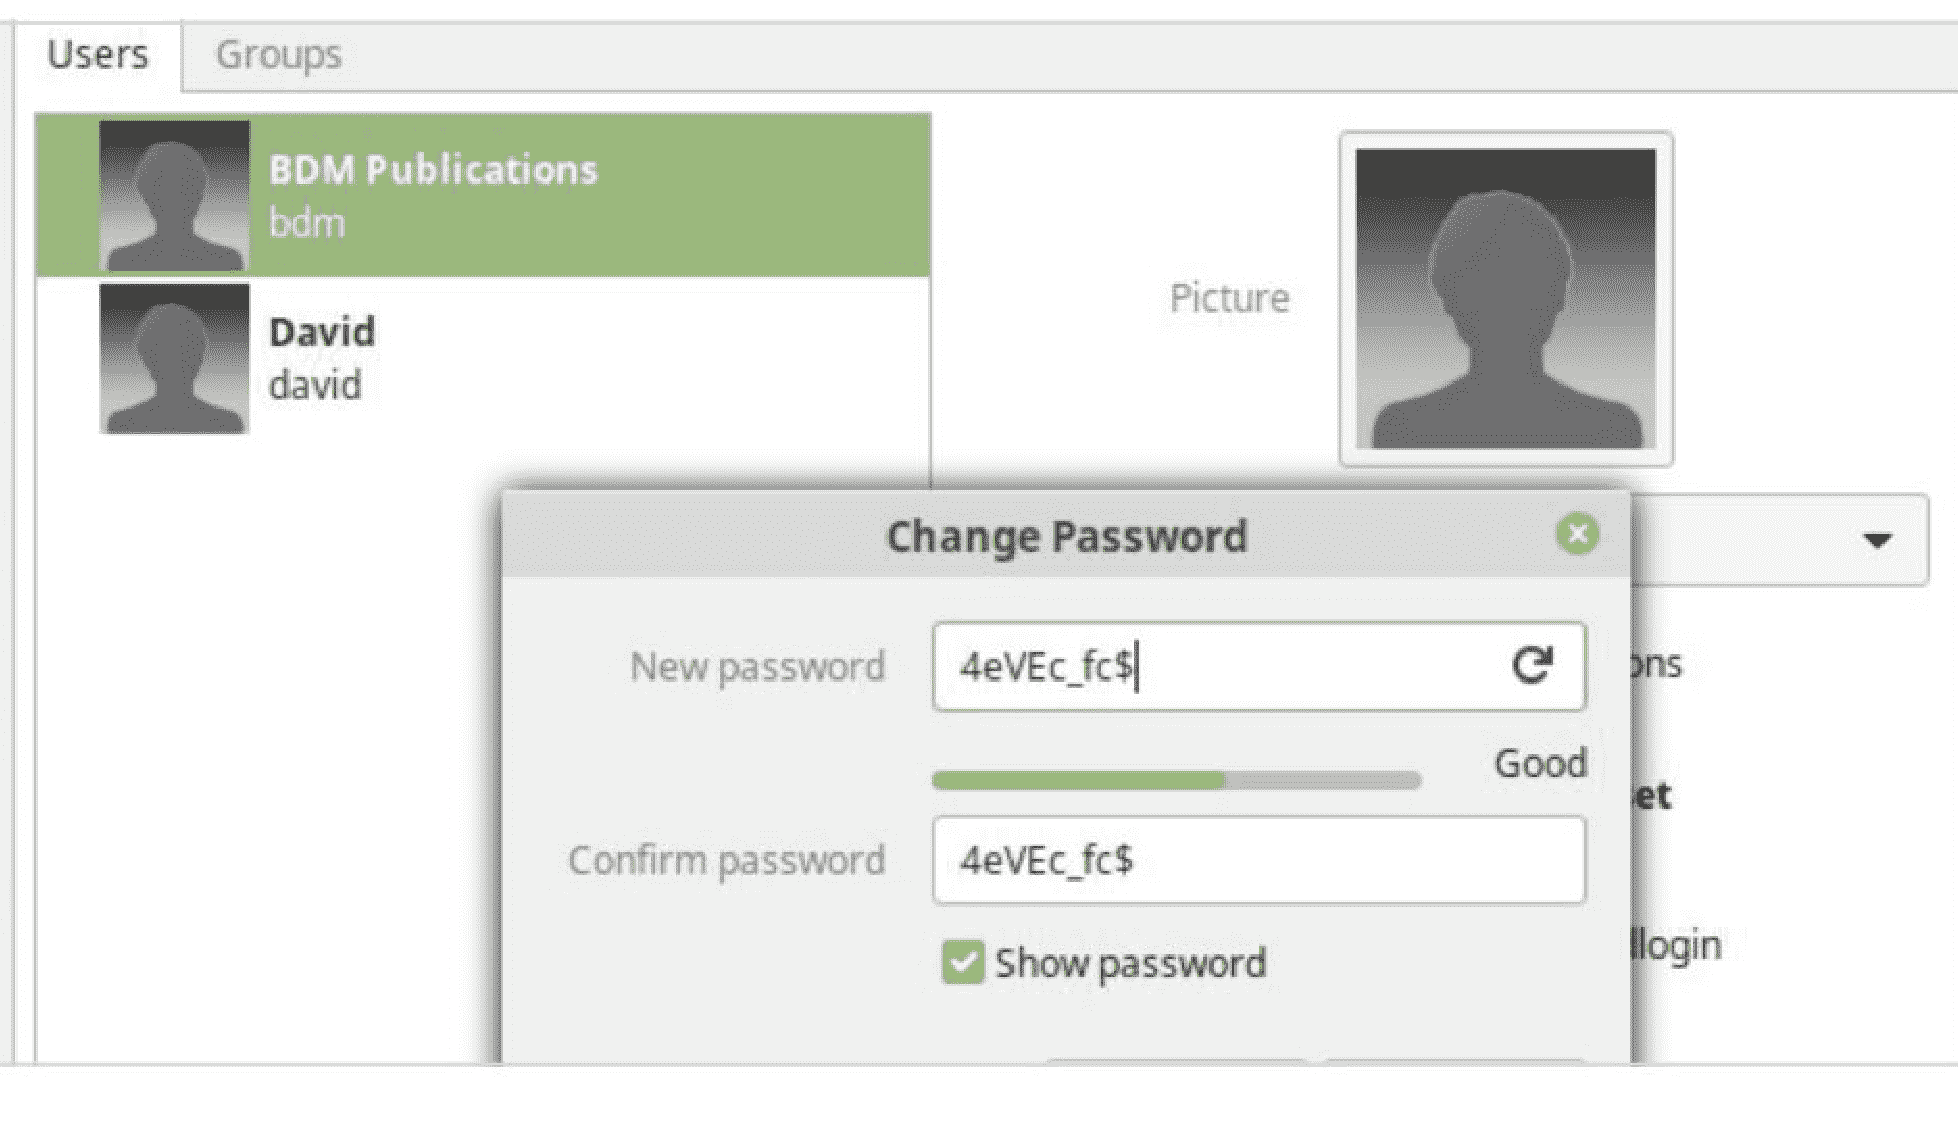 Users
Groups
BDM Publications
bdm
David
david
Picture
Change Password
New password
4eVEc_fc$
Good
Confirm password
4eVEc_fc$
Show password